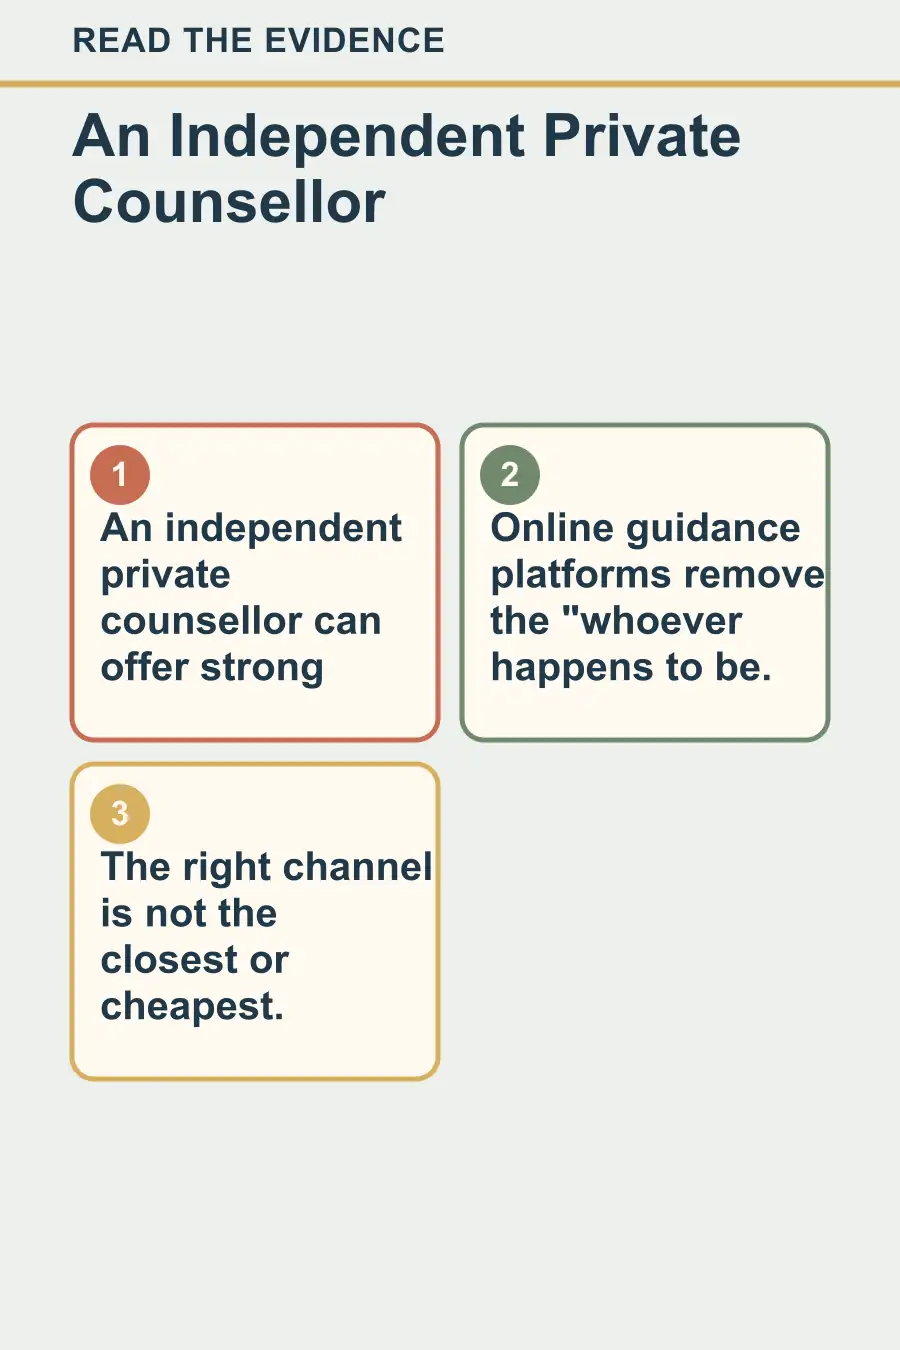 READ THE EVIDENCE
An Independent Private
Counsellor
1
An independent
private
counsellor can
offer strong
2
Online guidance
platforms remove
the "whoever
happens to be.
3
The right channel
is not the
closest or
cheapest.